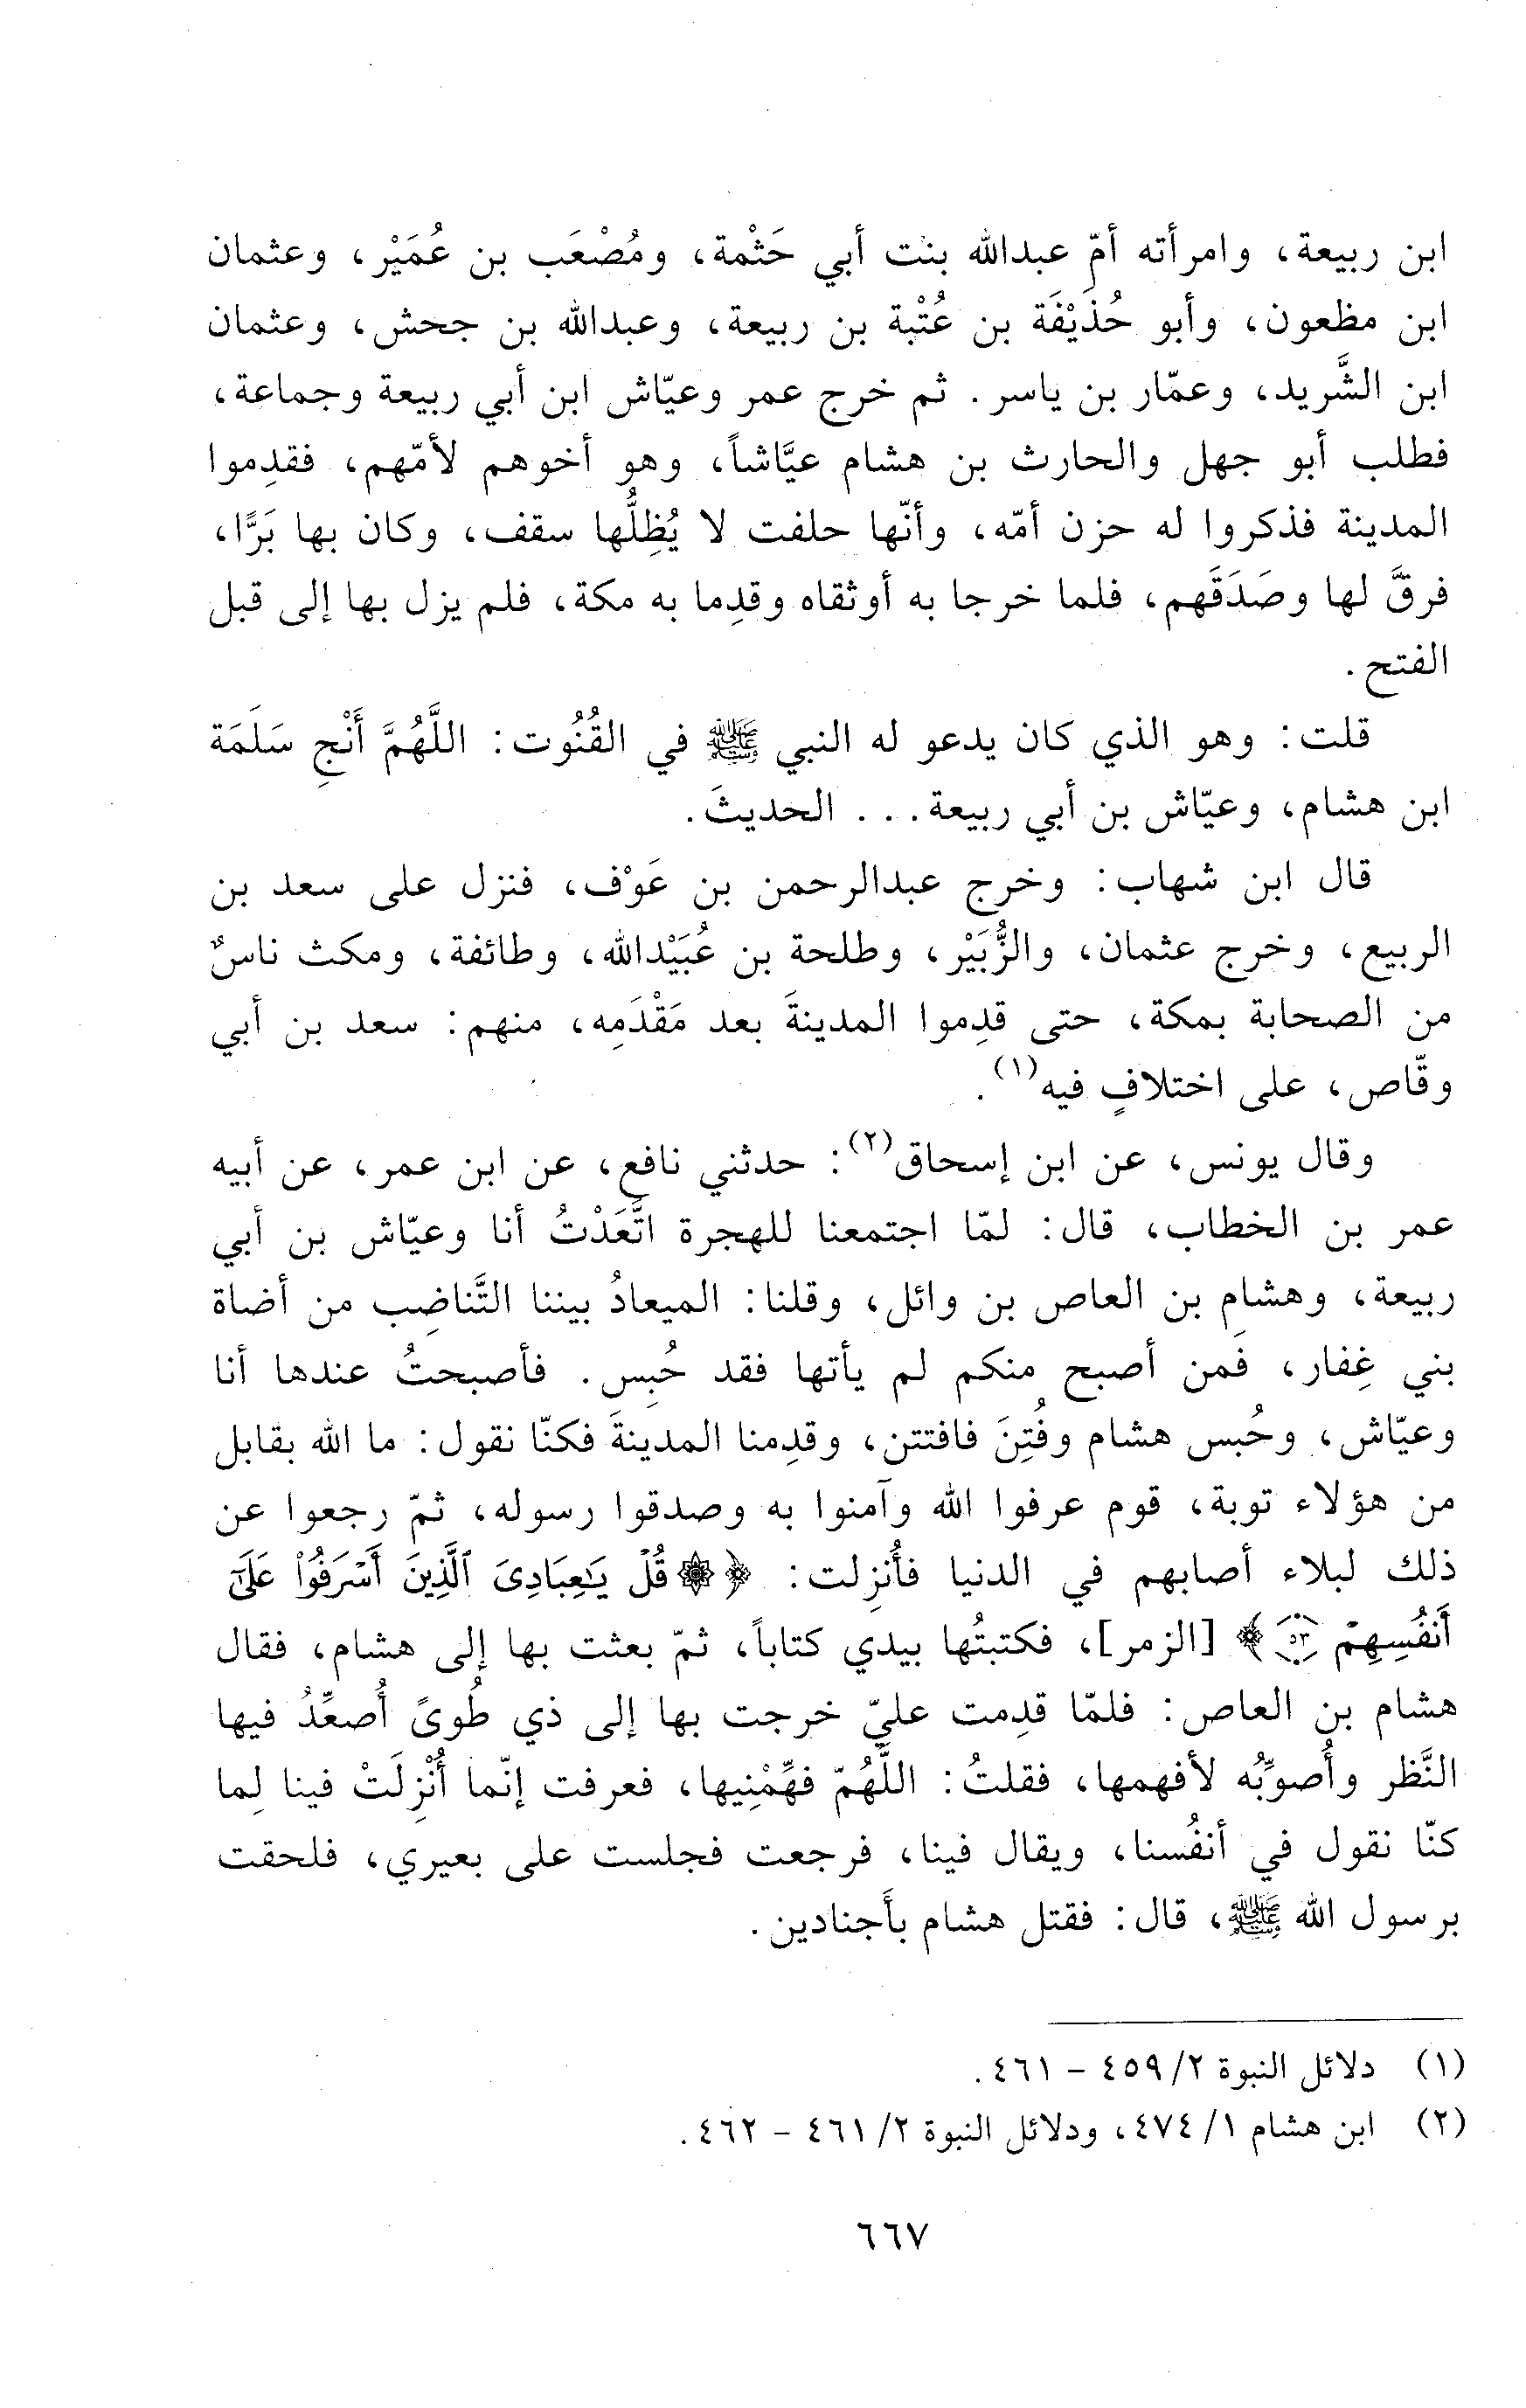 ابن ربيعة، وامرأته أمّ عبدالله بنت أبي حَثْمة، ومُصْعَب بن عُمَيْر، وعثمان
ابن مظعون، وأبو حُذَيْفَة بن عُتْبة بن ربيعة، وعبدالله بن جحش، وعثمان
ابن الشَّريد، وعمّار بن ياسر. ثم خرج عمر وعيّاش ابن أبي ربيعة وجماعة،
فطلب أبو جهل والحارث بن هشام عيَّاشاً، وهو أخوهم لأمّهم، فقدِموا
المدينة فذكروا له حزن أمّه، وأنّها حلفت لا يُظِلُّها سقف، وكان بها بَرًّا،
فرقَّ لها وصَدَقَهم، فلما خرجا به أوثقاه وقدِما به مكة، فلم يزل بها إلى قبل
الفتح.
قلت: وهو الذي كان يدعو له النبي ﷺ في القُنُوت: اللَّهُمَّ أَنْجِ سَلَمَة
ابن هشام، وعيّاش بن أبي ربيعة... الحديثَ.
قال ابن شهاب: وخرج عبدالرحمن بن عَوْف، فنزل على سعد بن
الربيع، وخرج عثمان، والزُّبَيْر، وطلحة بن عُبَيْدالله، وطائفة، ومكث ناسٌ
من الصحابة بمكة، حتى قدِموا المدينةَ بعد مَقْدَمِه، منهم: سعد بن أبي
وقّاص، على اختلافٍ فيه(١).
وقال يونس، عن ابن إسحاق(٢): حدثني نافع، عن ابن عمر، عن أبيه
عمر بن الخطاب، قال: لمّا اجتمعنا للهجرة اتَّعَدْتُ أنا وعيّاش بن أبي
ربيعة، وهشام بن العاص بن وائل، وقلنا: الميعادُ بيننا التَّناضِب من أضاة
بني غِفار، فَمن أصبح منكم لم يأتها فقد حُبِس. فأصبحتُ عندها أنا
وعيّاش، وحُبس هشام وفُتِنَ فافتتن، وقدِمنا المدينةَ فكنّا نقول: ما الله بقابل
من هؤلاء توبة، قوم عرفوا الله وآمنوا به وصدقوا رسوله، ثمّ رجعوا عن
ذلك لبلاء أصابهم في الدنيا فأُنزِلت: ﴿۞ قُلْ يَٰعِبَادِىَ ٱلَّذِينَ أَسْرَفُوا۟ عَلَىٰٓ
أَنفُسِهِمْ ۝٥٣﴾ [الزمر]، فكتبتُها بيدي كتاباً، ثمّ بعثت بها إلى هشام، فقال
هشام بن العاص: فلمّا قدِمت عليّ خرجت بها إلى ذي طُوىً أُصعِّدُ فيها
النَّظر وأُصوِّبُه لأفهمها، فقلتُ: اللَّهُمّ فهِّمْنِيها، فعرفت إنّما أُنْزِلَتْ فينا لِما
كنّا نقول في أنفُسنا، ويقال فينا، فرجعت فجلست على بعيري، فلحقت
برسول الله ﷺ، قال: فقتل هشام بأَجنادين.
(١) دلائل النبوة ٢/ ٤٥٩ - ٤٦١.
(٢) ابن هشام ١/ ٤٧٤، ودلائل النبوة ٢/ ٤٦١ - ٤٦٢.
٦٦٧